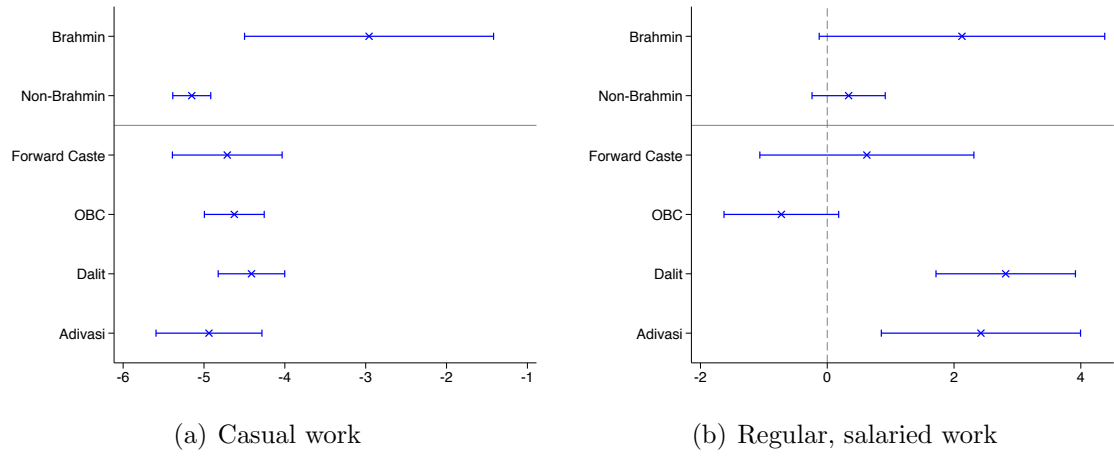 Brahmin
Non-Brahmin
Forward Caste
OBC
Dalit
Adivasi
-6 -5 -4 -3 -2 -1
(a) Casual work
Brahmin
Non-Brahmin
Forward Caste
OBC
Dalit
Adivasi
-2 0 2 4
(b) Regular, salaried work